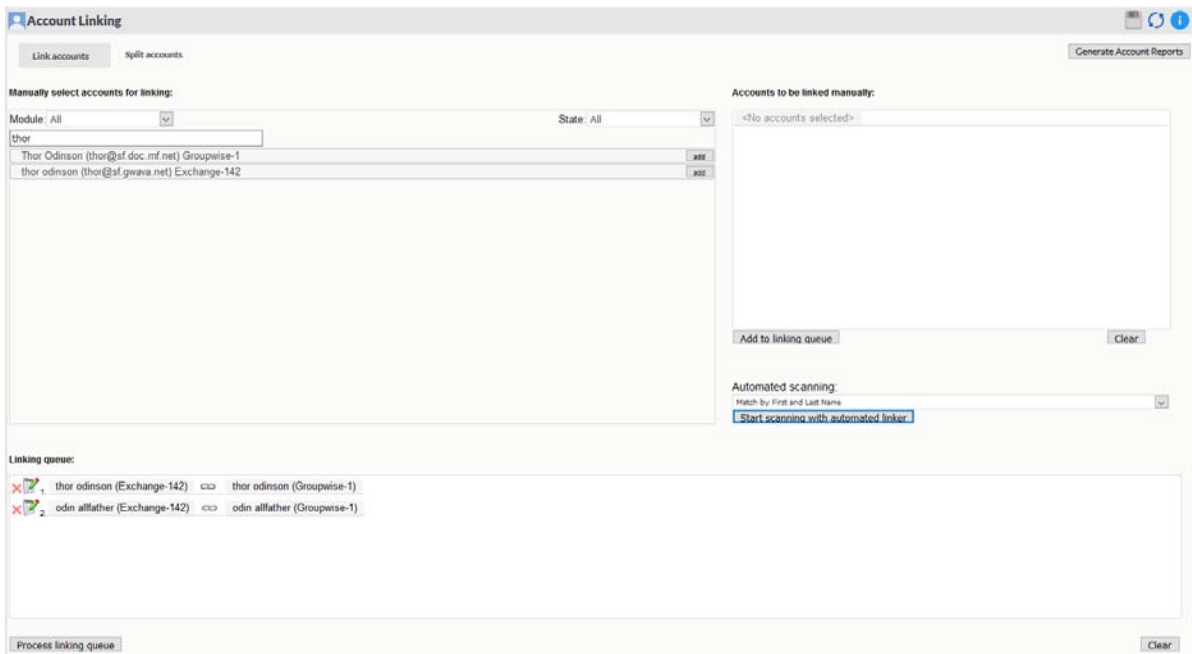 Account Linking
Link accounts Split accounts Generate Account Reports
Manually select accounts for linking:
Module: All State: All
thor
Thor Odinson (thor@sf.doc.mf.net) Groupwise-1 add
thor odinson (thor@sf.gwava.net) Exchange-142 add
Accounts to be linked manually:
<No accounts selected>
Add to linking queue Clear
Automated scanning:
Match by First and Last Name
Start scanning with automated linker
Linking queue:
1 thor odinson (Exchange-142) thor odinson (Groupwise-1)
2 odin allfather (Exchange-142) odin allfather (Groupwise-1)
Process linking queue Clear